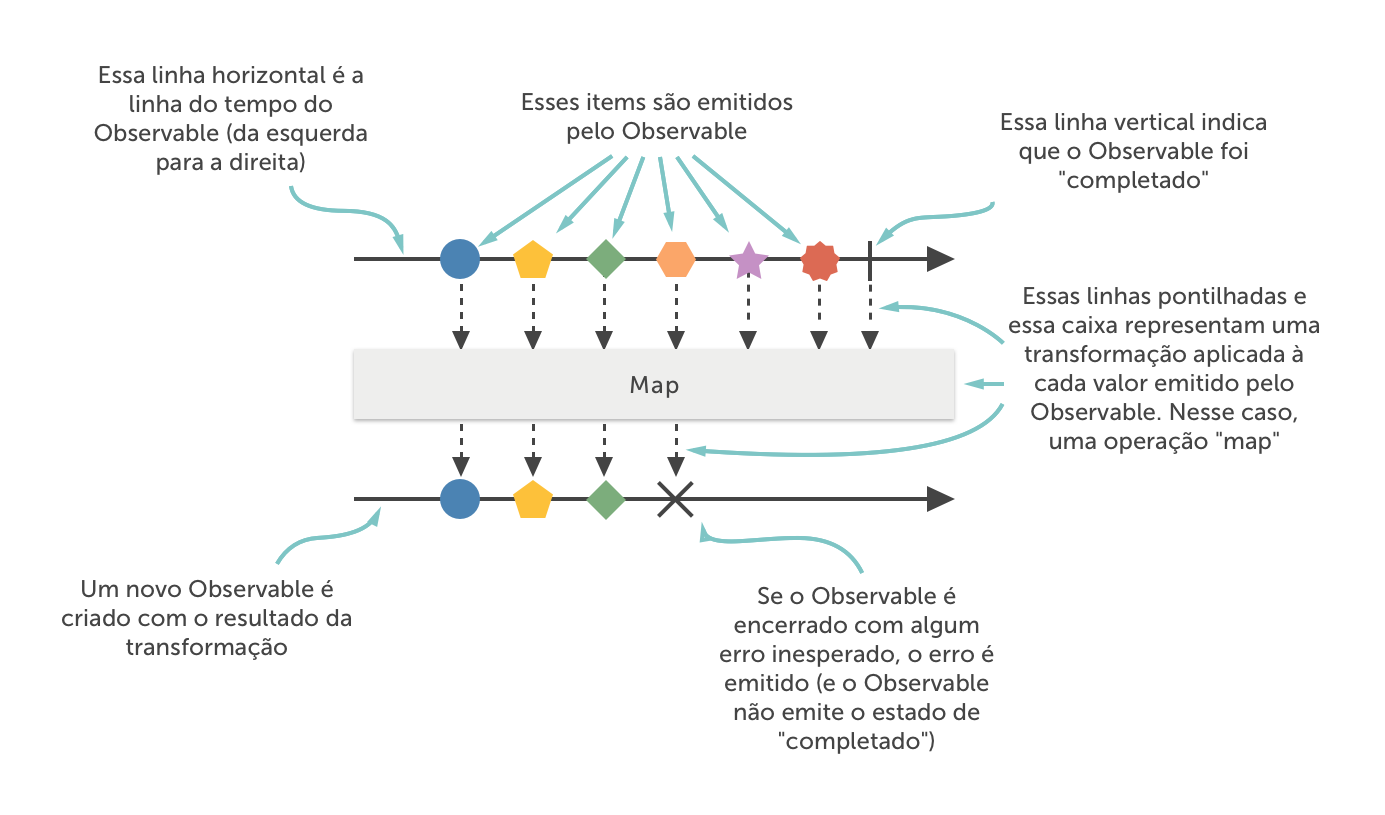 Essa linha horizontal é a
linha do tempo do
Observable (da esquerda
para a direita)
Esses items são emitidos
pelo Observable
Essa linha vertical indica
que o Observable foi
"completado"
Essas linhas pontilhadas e
essa caixa representam uma
transformação aplicada à
cada valor emitido pelo
Observable. Nesse caso,
uma operação "map"
Map
Um novo Observable é
criado com o resultado da
transformação
Se o Observable é
encerrado com algum
erro inesperado, o erro é
emitido (e o Observable
não emite o estado de
"completado")